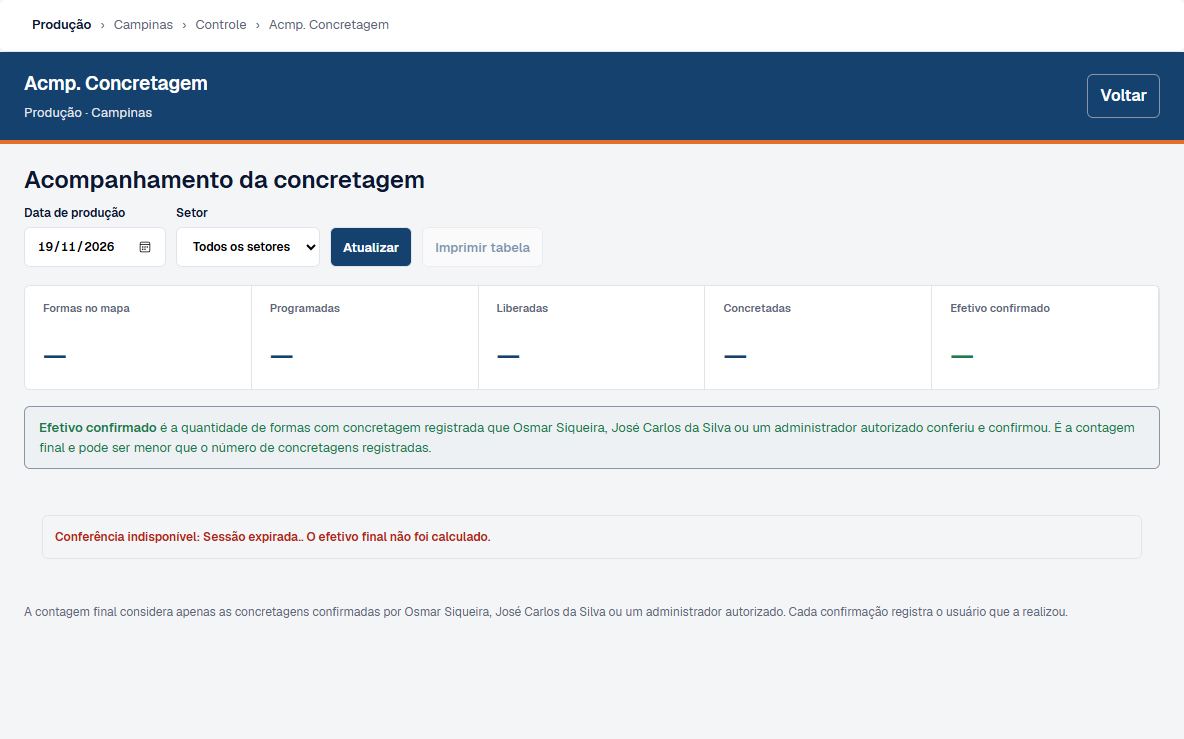 Produção › Campinas › Controle › Acmp. Concretagem
Acmp. Concretagem
Produção · Campinas
Voltar
Acompanhamento da concretagem
Data de produção
Setor
19/11/2026
Todos os setores
Atualizar
Imprimir tabela
Formas no mapa
Programadas
Liberadas
Concretadas
Efetivo confirmado
—
—
—
—
—
Efetivo confirmado é a quantidade de formas com concretagem registrada que Osmar Siqueira, José Carlos da Silva ou um administrador autorizado conferiu e confirmou. É a contagem
final e pode ser menor que o número de concretagens registradas.
Conferência indisponível: Sessão expirada.. O efetivo final não foi calculado.
A contagem final considera apenas as concretagens confirmadas por Osmar Siqueira, José Carlos da Silva ou um administrador autorizado. Cada confirmação registra o usuário que a realizou.